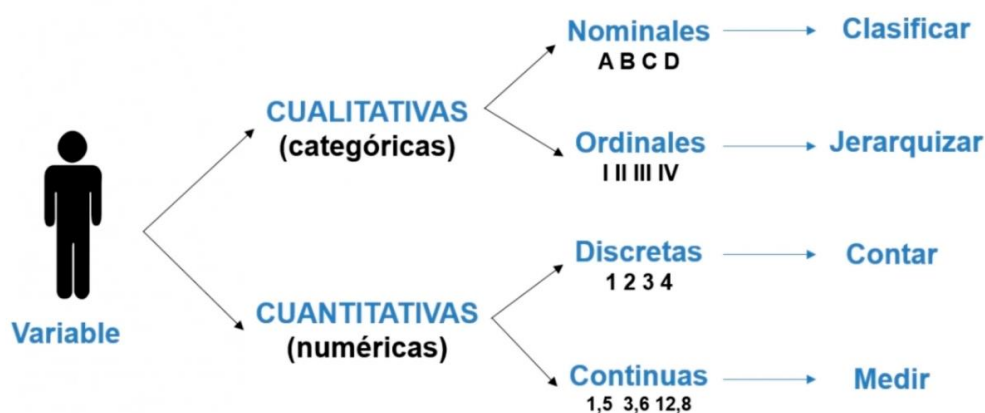 Variable
CUALITATIVAS
(categóricas)
Nominales
A B C D
Clasificar
Ordinales
I II III IV
Jerarquizar
CUANTITATIVAS
(numéricas)
Discretas
1 2 3 4
Contar
Continuas
1,5 3,6 12,8
Medir